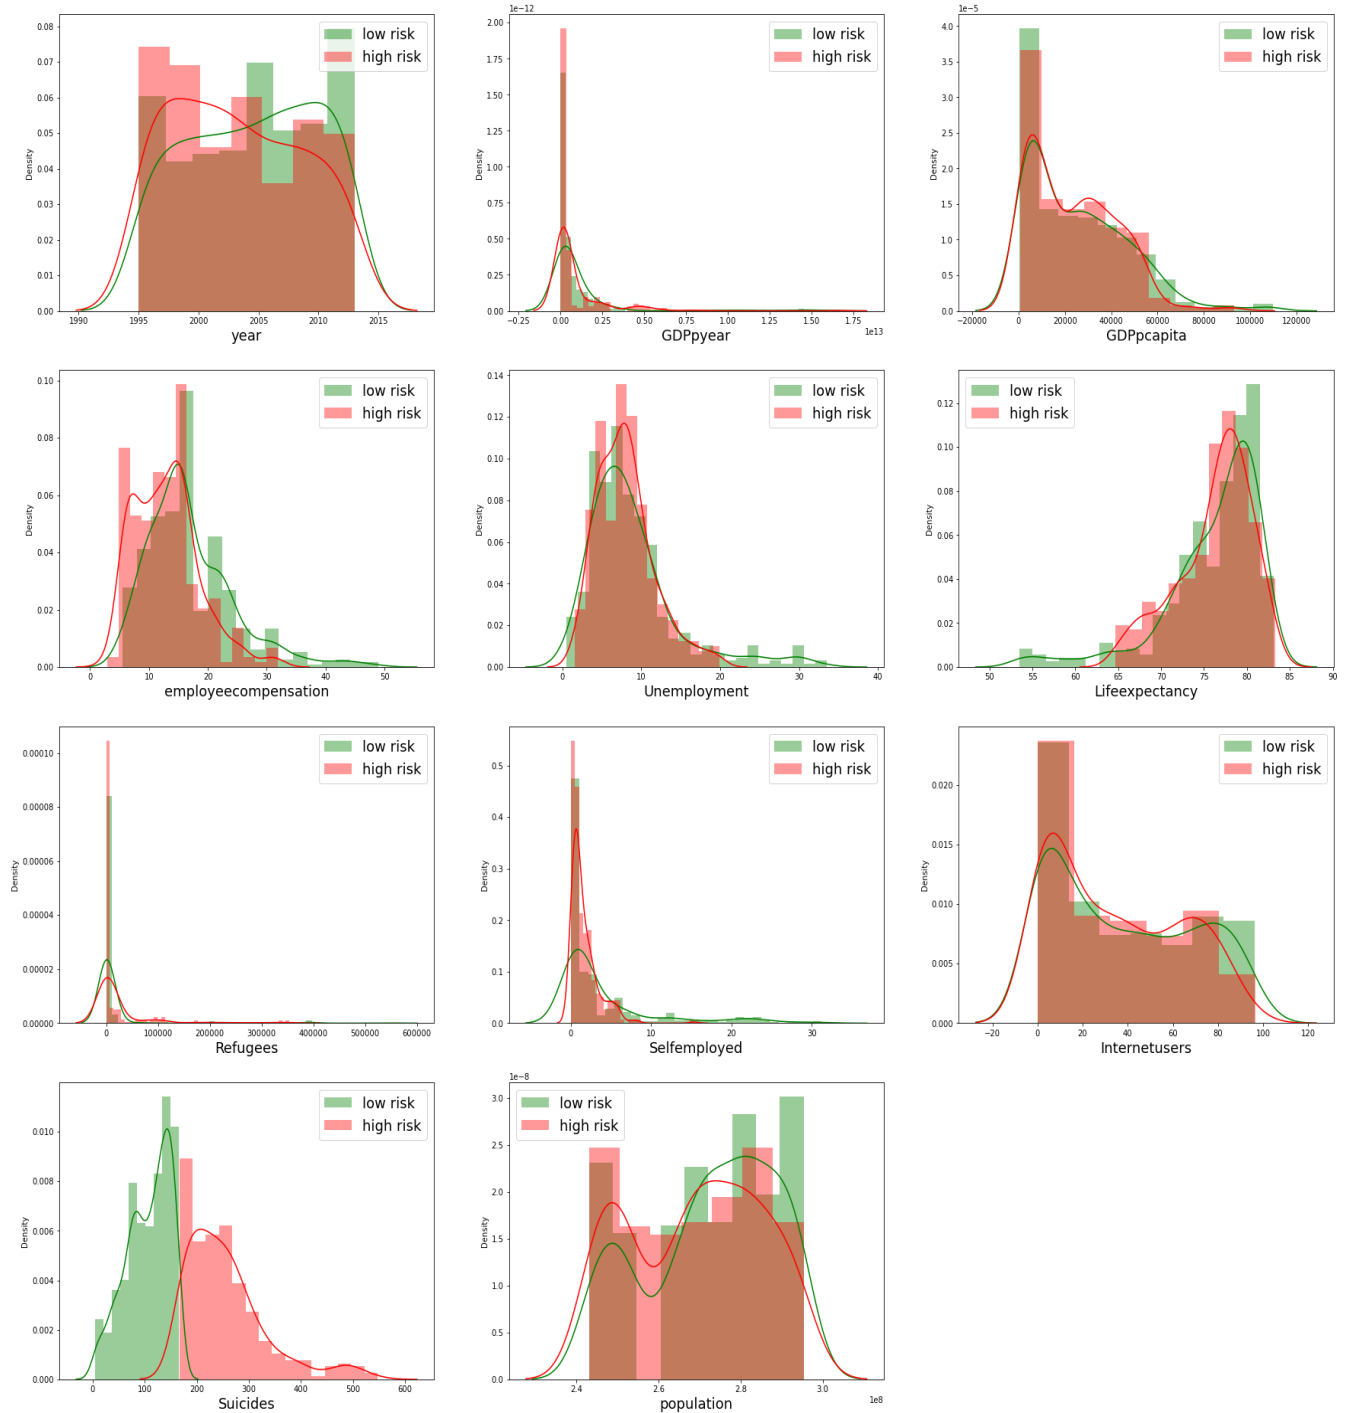 low risk
high risk
Density
0.00 0.01 0.02 0.03 0.04 0.05 0.06 0.07 0.08
1990 1995 2000 2005 2010 2015
year
1e−12
low risk
high risk
Density
0.00 0.25 0.50 0.75 1.00 1.25 1.50 1.75 2.00
−0.25 0.00 0.25 0.50 0.75 1.00 1.25 1.50 1.75
1e13
GDPpyear
1e−5
low risk
high risk
Density
0.0 0.5 1.0 1.5 2.0 2.5 3.0 3.5 4.0
−20000 0 20000 40000 60000 80000 100000 120000
GDPpcapita
low risk
high risk
Density
0.00 0.02 0.04 0.06 0.08 0.10
0 10 20 30 40 50
employeecompensation
low risk
high risk
Density
0.00 0.02 0.04 0.06 0.08 0.10 0.12 0.14
0 10 20 30 40
Unemployment
low risk
high risk
Density
0.00 0.02 0.04 0.06 0.08 0.10 0.12
50 55 60 65 70 75 80 85 90
Lifeexpectancy
low risk
high risk
Density
0.00000 0.00002 0.00004 0.00006 0.00008 0.00010
0 100000 200000 300000 400000 500000 600000
Refugees
low risk
high risk
Density
0.0 0.1 0.2 0.3 0.4 0.5
0 10 20 30
Selfemployed
low risk
high risk
Density
0.000 0.005 0.010 0.015 0.020
−20 0 20 40 60 80 100 120
Internetusers
low risk
high risk
Density
0.000 0.002 0.004 0.006 0.008 0.010
0 100 200 300 400 500 600
Suicides
1e−8
low risk
high risk
Density
0.0 0.5 1.0 1.5 2.0 2.5 3.0
2.4 2.6 2.8 3.0
1e8
population